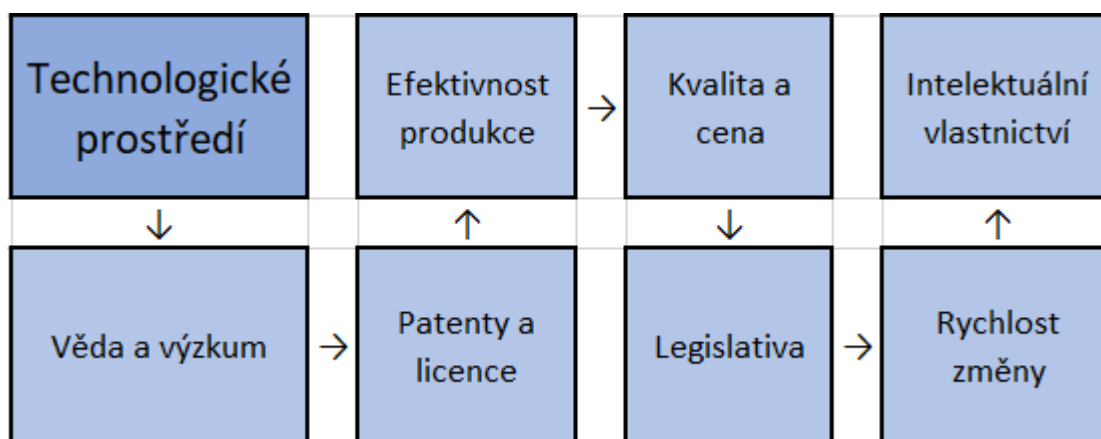 Technologické
prostředí
Efektivnost
produkce
→
Kvalita a
cena
Intelektuální
vlastnictví
↓
↑
↓
↑
Věda a výzkum
→
Patenty a
licence
Legislativa
→
Rychlost
změny